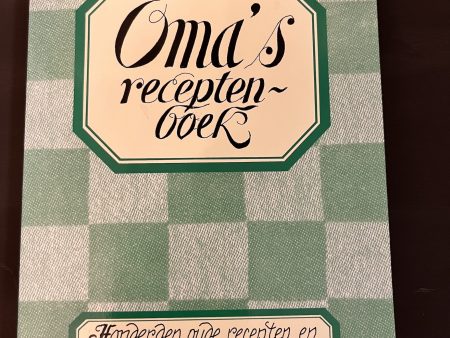 Oma's
recepten~
boek
Honderden oude recepten en